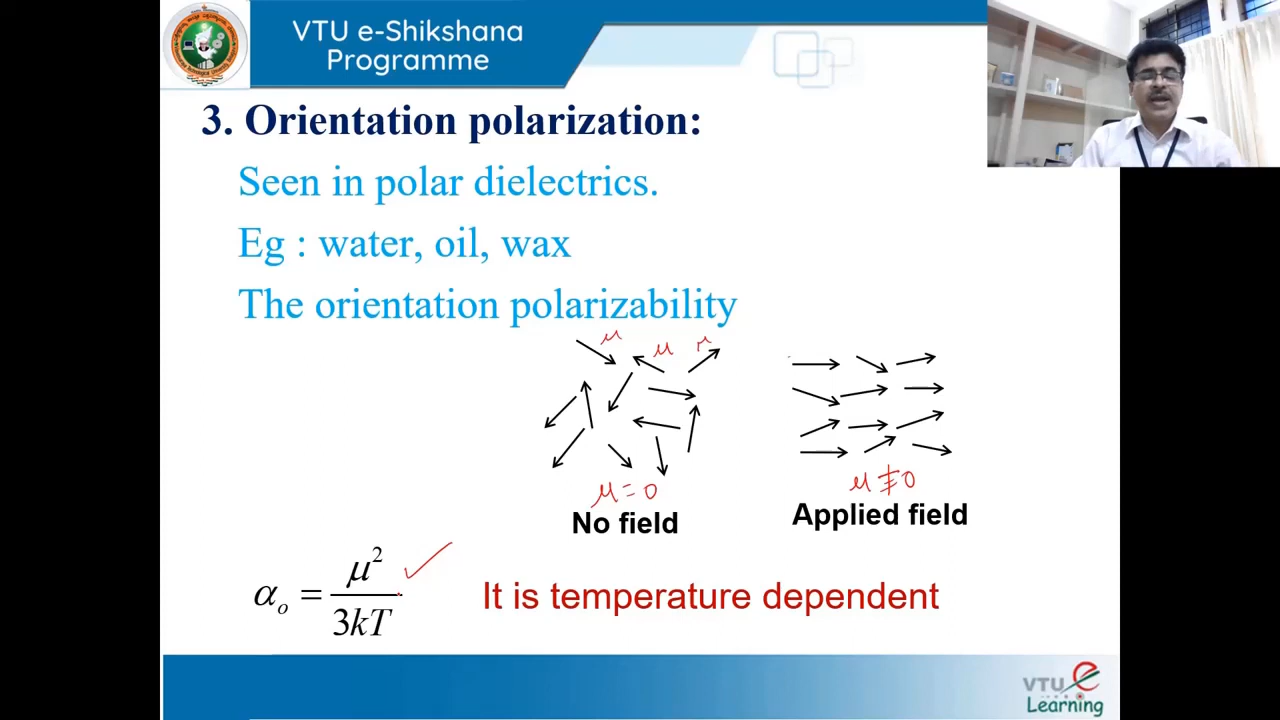 VTU e-Shikshana
Programme
3. Orientation polarization:
Seen in polar dielectrics.
Eg : water, oil, wax
The orientation polarizability
μ
μ
μ
μ = 0
μ ≠ 0
No field
Applied field
αₒ = μ² / 3kT
It is temperature dependent
VTU e
Learning